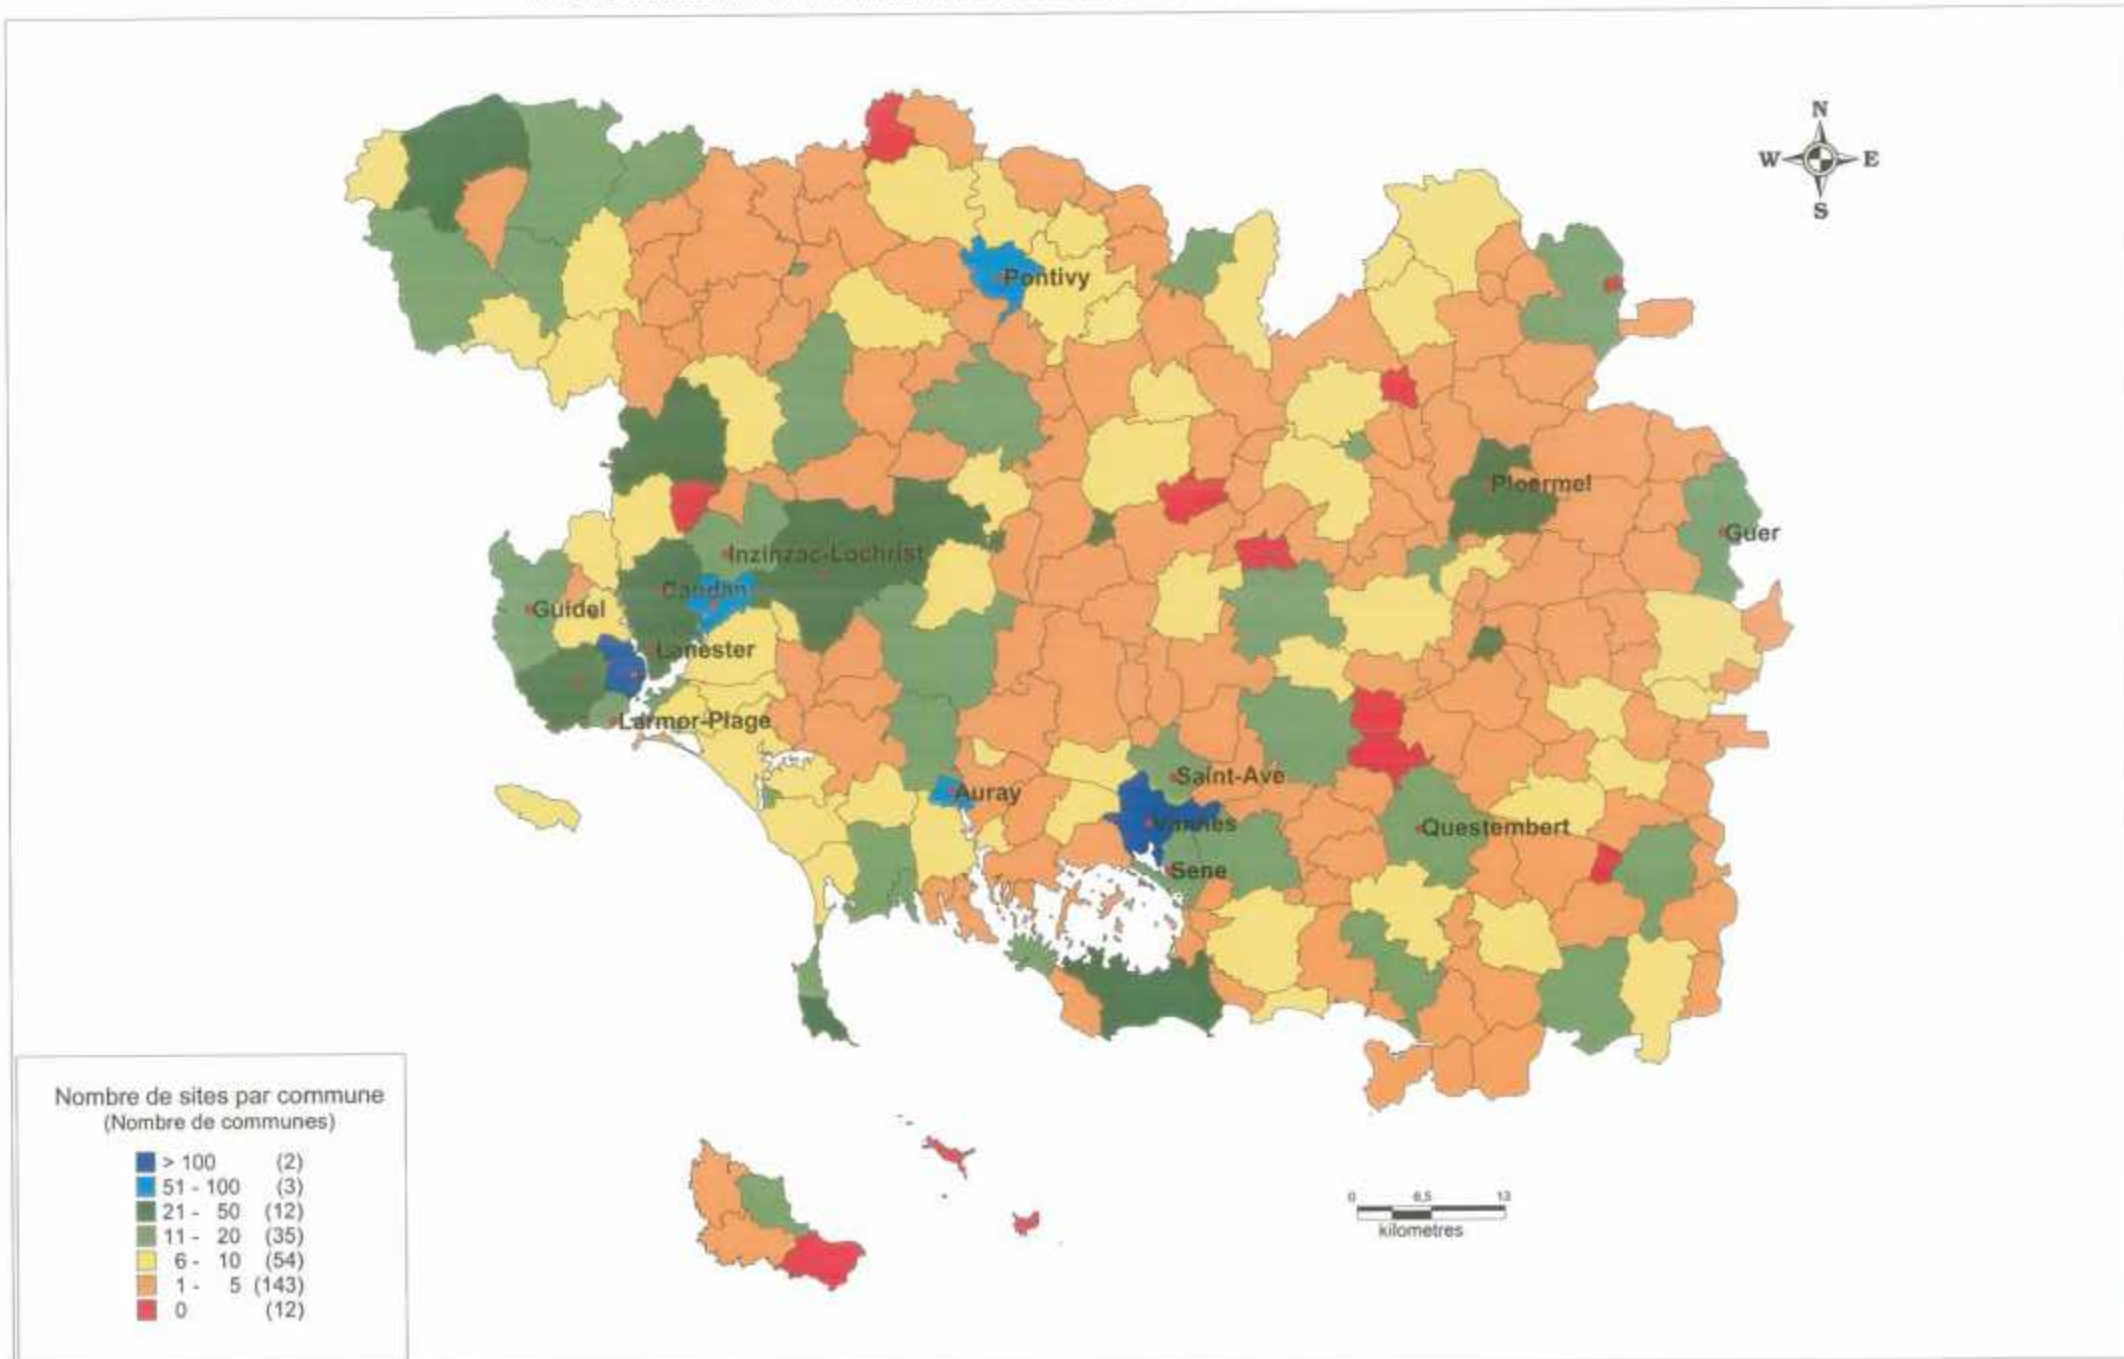 N
W E
S
Pontivy
Ploermel
Guer
Inzinzac-Lochrist
Caudan
Guidel
Lanester
Larmor-Plage
Saint-Ave
Auray
Vannes
Questembert
Sene
Nombre de sites par commune
(Nombre de communes)
> 100 (2)
51 - 100 (3)
21 - 50 (12)
11 - 20 (35)
6 - 10 (54)
1 - 5 (143)
0 (12)
0 6,5 13
kilometres